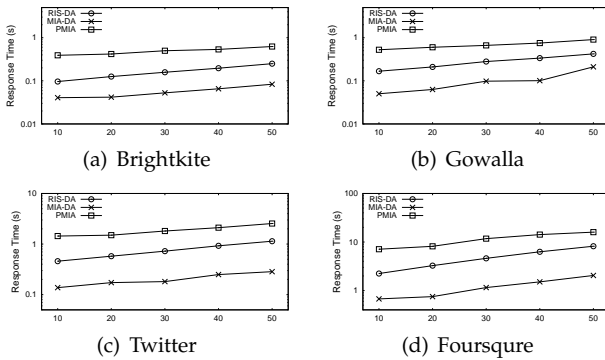 RIS-DA
MIA-DA
PMIA
Response Time (s)
1
0.1
0.01
10 20 30 40 50
(a) Brightkite
RIS-DA
MIA-DA
PMIA
Response Time (s)
1
0.1
0.01
10 20 30 40 50
(b) Gowalla
RIS-DA
MIA-DA
PMIA
Response Time (s)
10
1
0.1
10 20 30 40 50
(c) Twitter
RIS-DA
MIA-DA
PMIA
Response Time (s)
100
10
1
10 20 30 40 50
(d) Foursqure